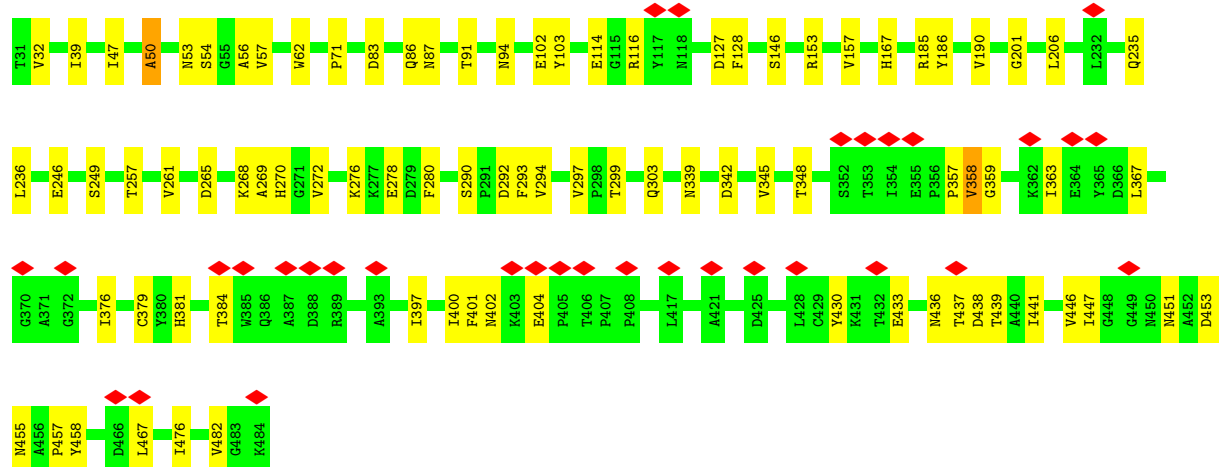 T31 V32 I39 I47 A50 N53 S54 G55 A56 V57 W62 P71 D83 Q86 N87 T91 N94 E102 Y103 E114 G115 R116 Y117 N118 D127 F128 S146 R153 V157 H167 R185 Y186 V190 G201 L206 L232 Q235
L236 E246 S249 T257 V261 D265 K268 A269 H270 G271 V272 K276 K277 E278 D279 F280 S290 P291 D292 F293 V294 V297 P298 T299 Q303 N339 D342 V345 T348 S352 T353 I354 E355 P356 P357 V358 G359 K362 I363 E364 Y365 D366 L367
G370 A371 G372 I376 C379 Y380 H381 T384 W385 Q386 A387 D388 R389 A393 I397 I400 F401 N402 K403 E404 P405 T406 P407 P408 L417 A421 D425 L428 C429 Y430 K431 T432 E433 N436 T437 D438 T439 A440 I441 V446 I447 G448 G449 N450 N451 A452 D453
N455 A456 P457 Y458 D466 L467 I476 V482 G483 K484